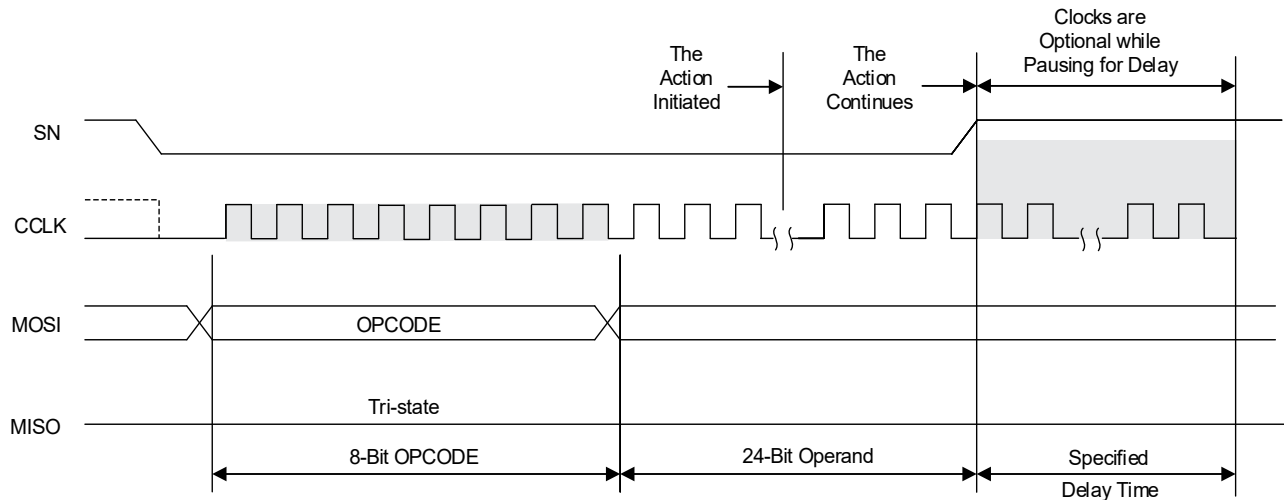 Clocks are
Optional while
Pausing for Delay
The
Action
Initiated
The
Action
Continues
SN
CCLK
MOSI
OPCODE
Tri-state
MISO
8-Bit OPCODE
24-Bit Operand
Specified
Delay Time